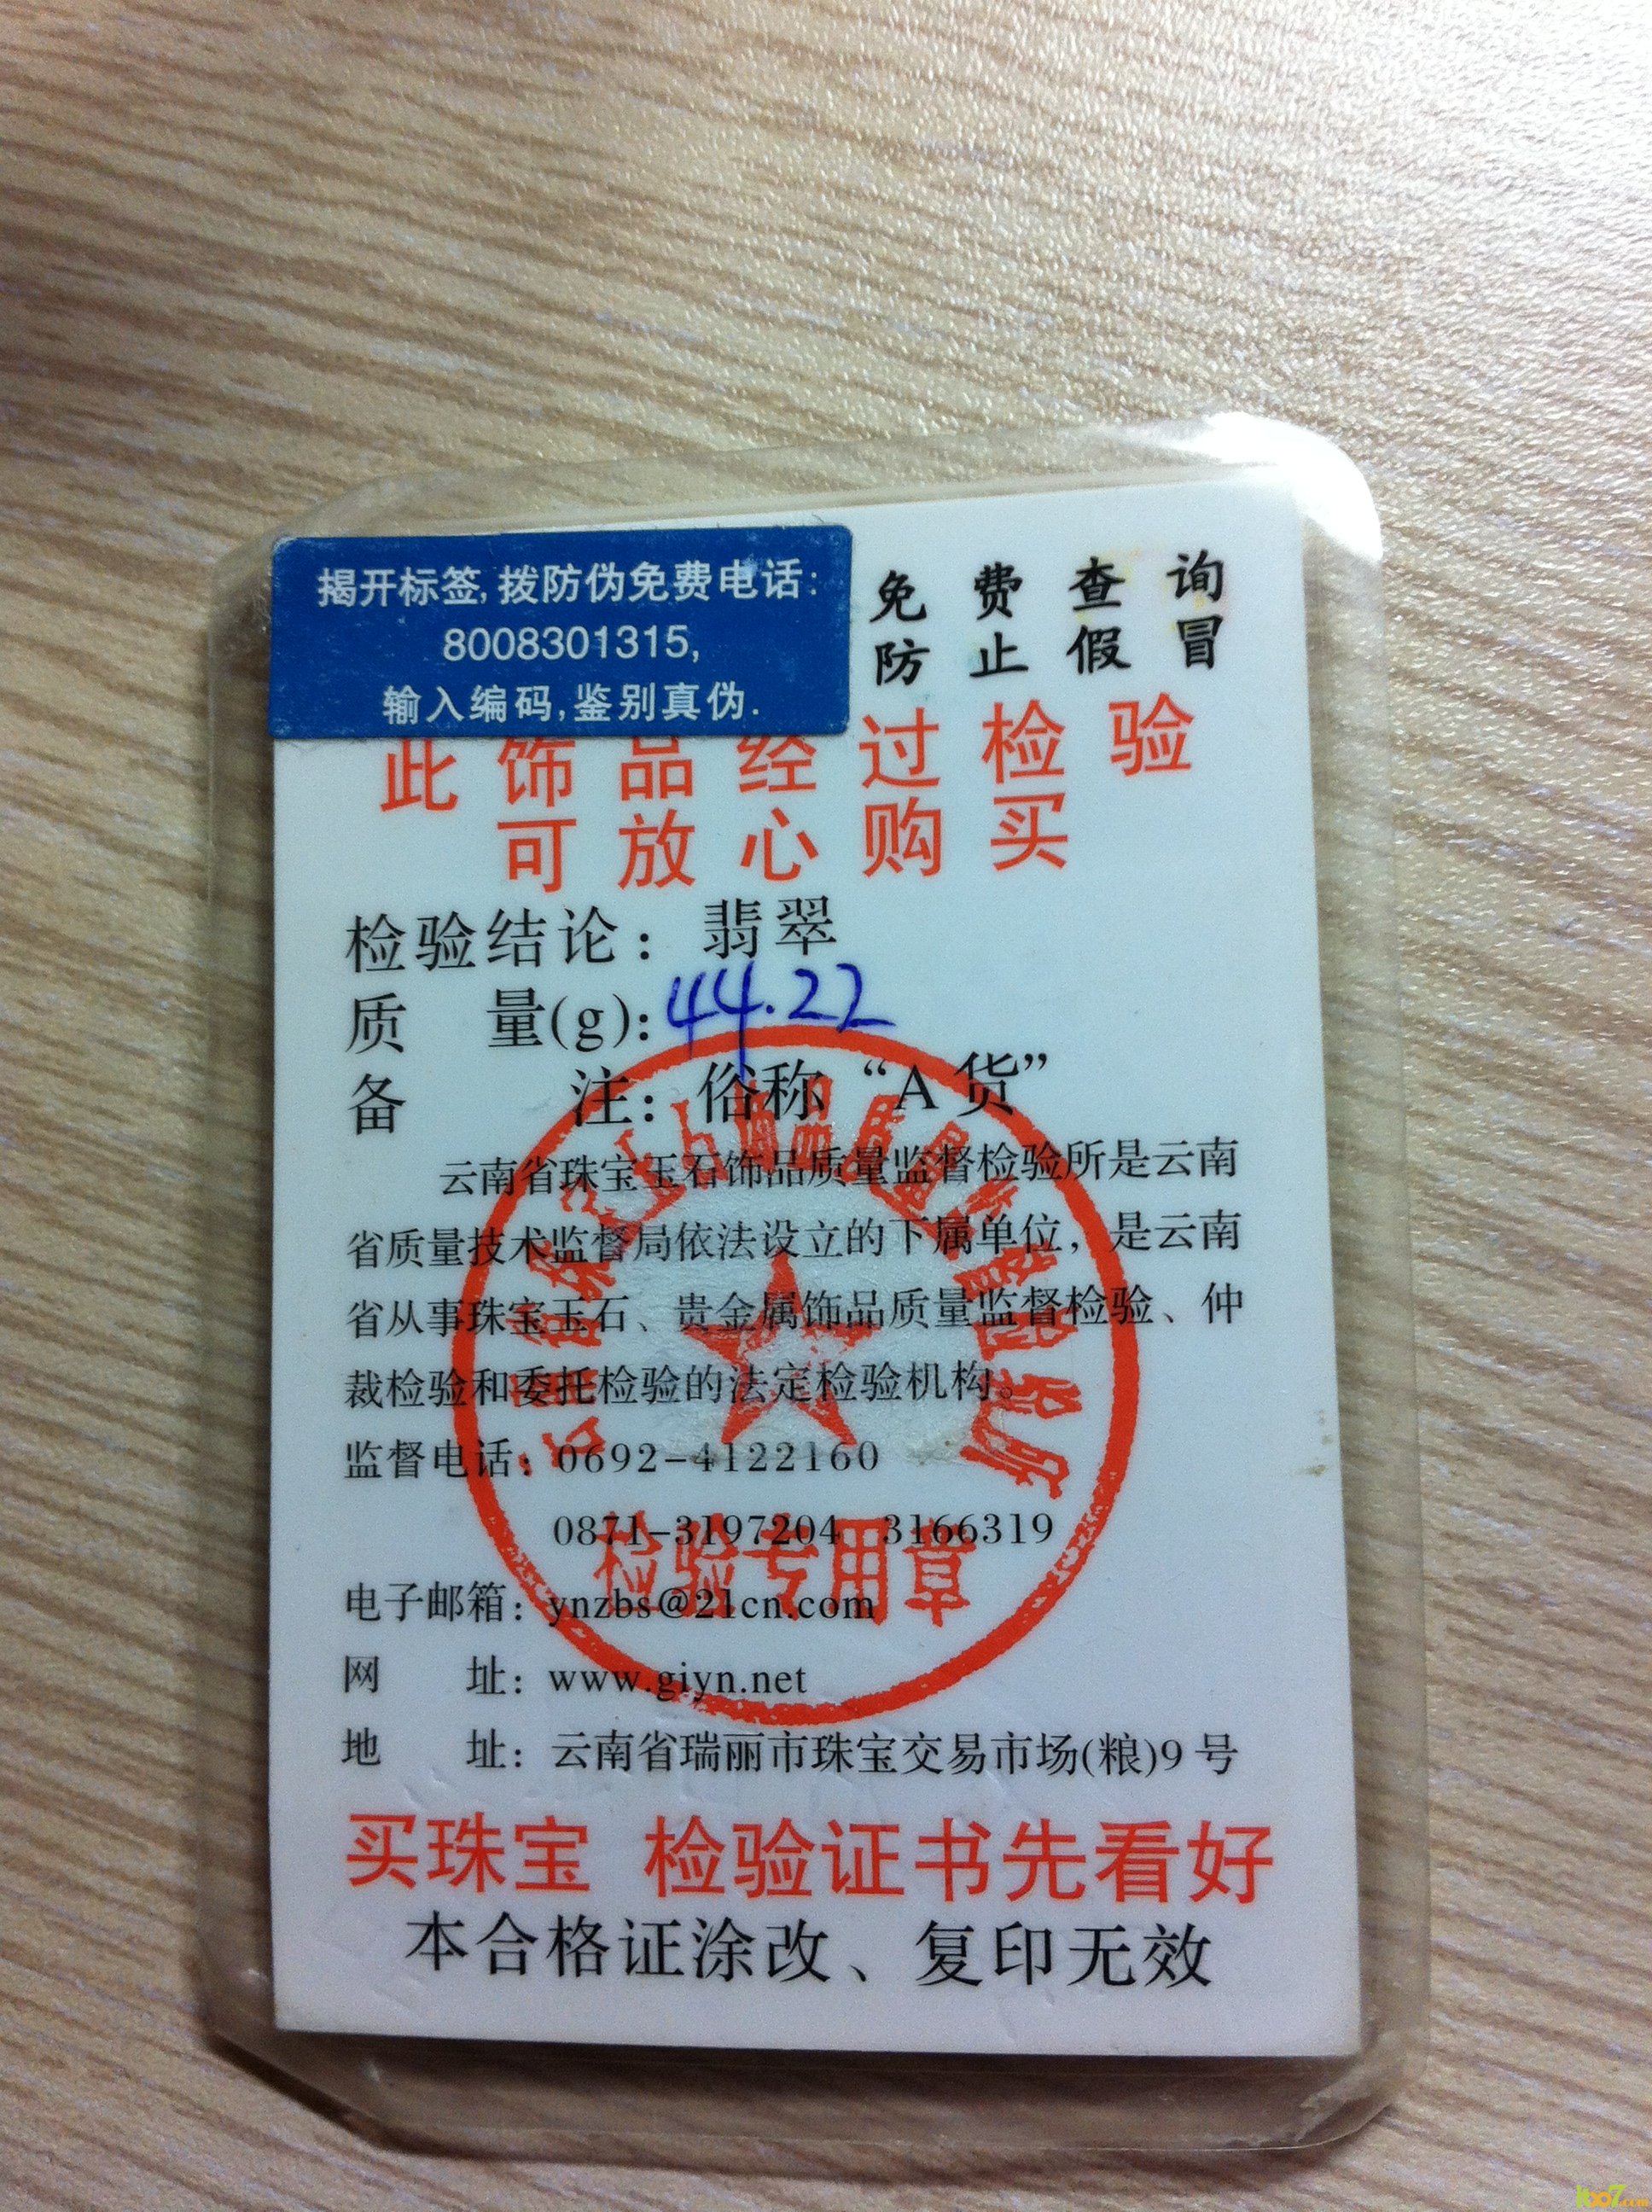 揭开标签,拨防伪免费电话:
8008301315,
输入编码,鉴别真伪.
免费查询
防止假冒
此饰品经过检验
可放心购买
检验结论：翡翠
质 量(g)：44.22
备 注：俗称“A货”
云南省珠宝玉石饰品质量监督检验所是云南
省质量技术监督局依法设立的下属单位，是云南
省从事珠宝玉石、贵金属饰品质量监督检验、仲
裁检验和委托检验的法定检验机构。
监督电话：0692-4122160
0871-3197204 3166319
检验专用章
电子邮箱：ynzbs@21cn.com
网 址：www.giyn.net
地 址：云南省瑞丽市珠宝交易市场(粮)9号
买珠宝 检验证书先看好
本合格证涂改、复印无效